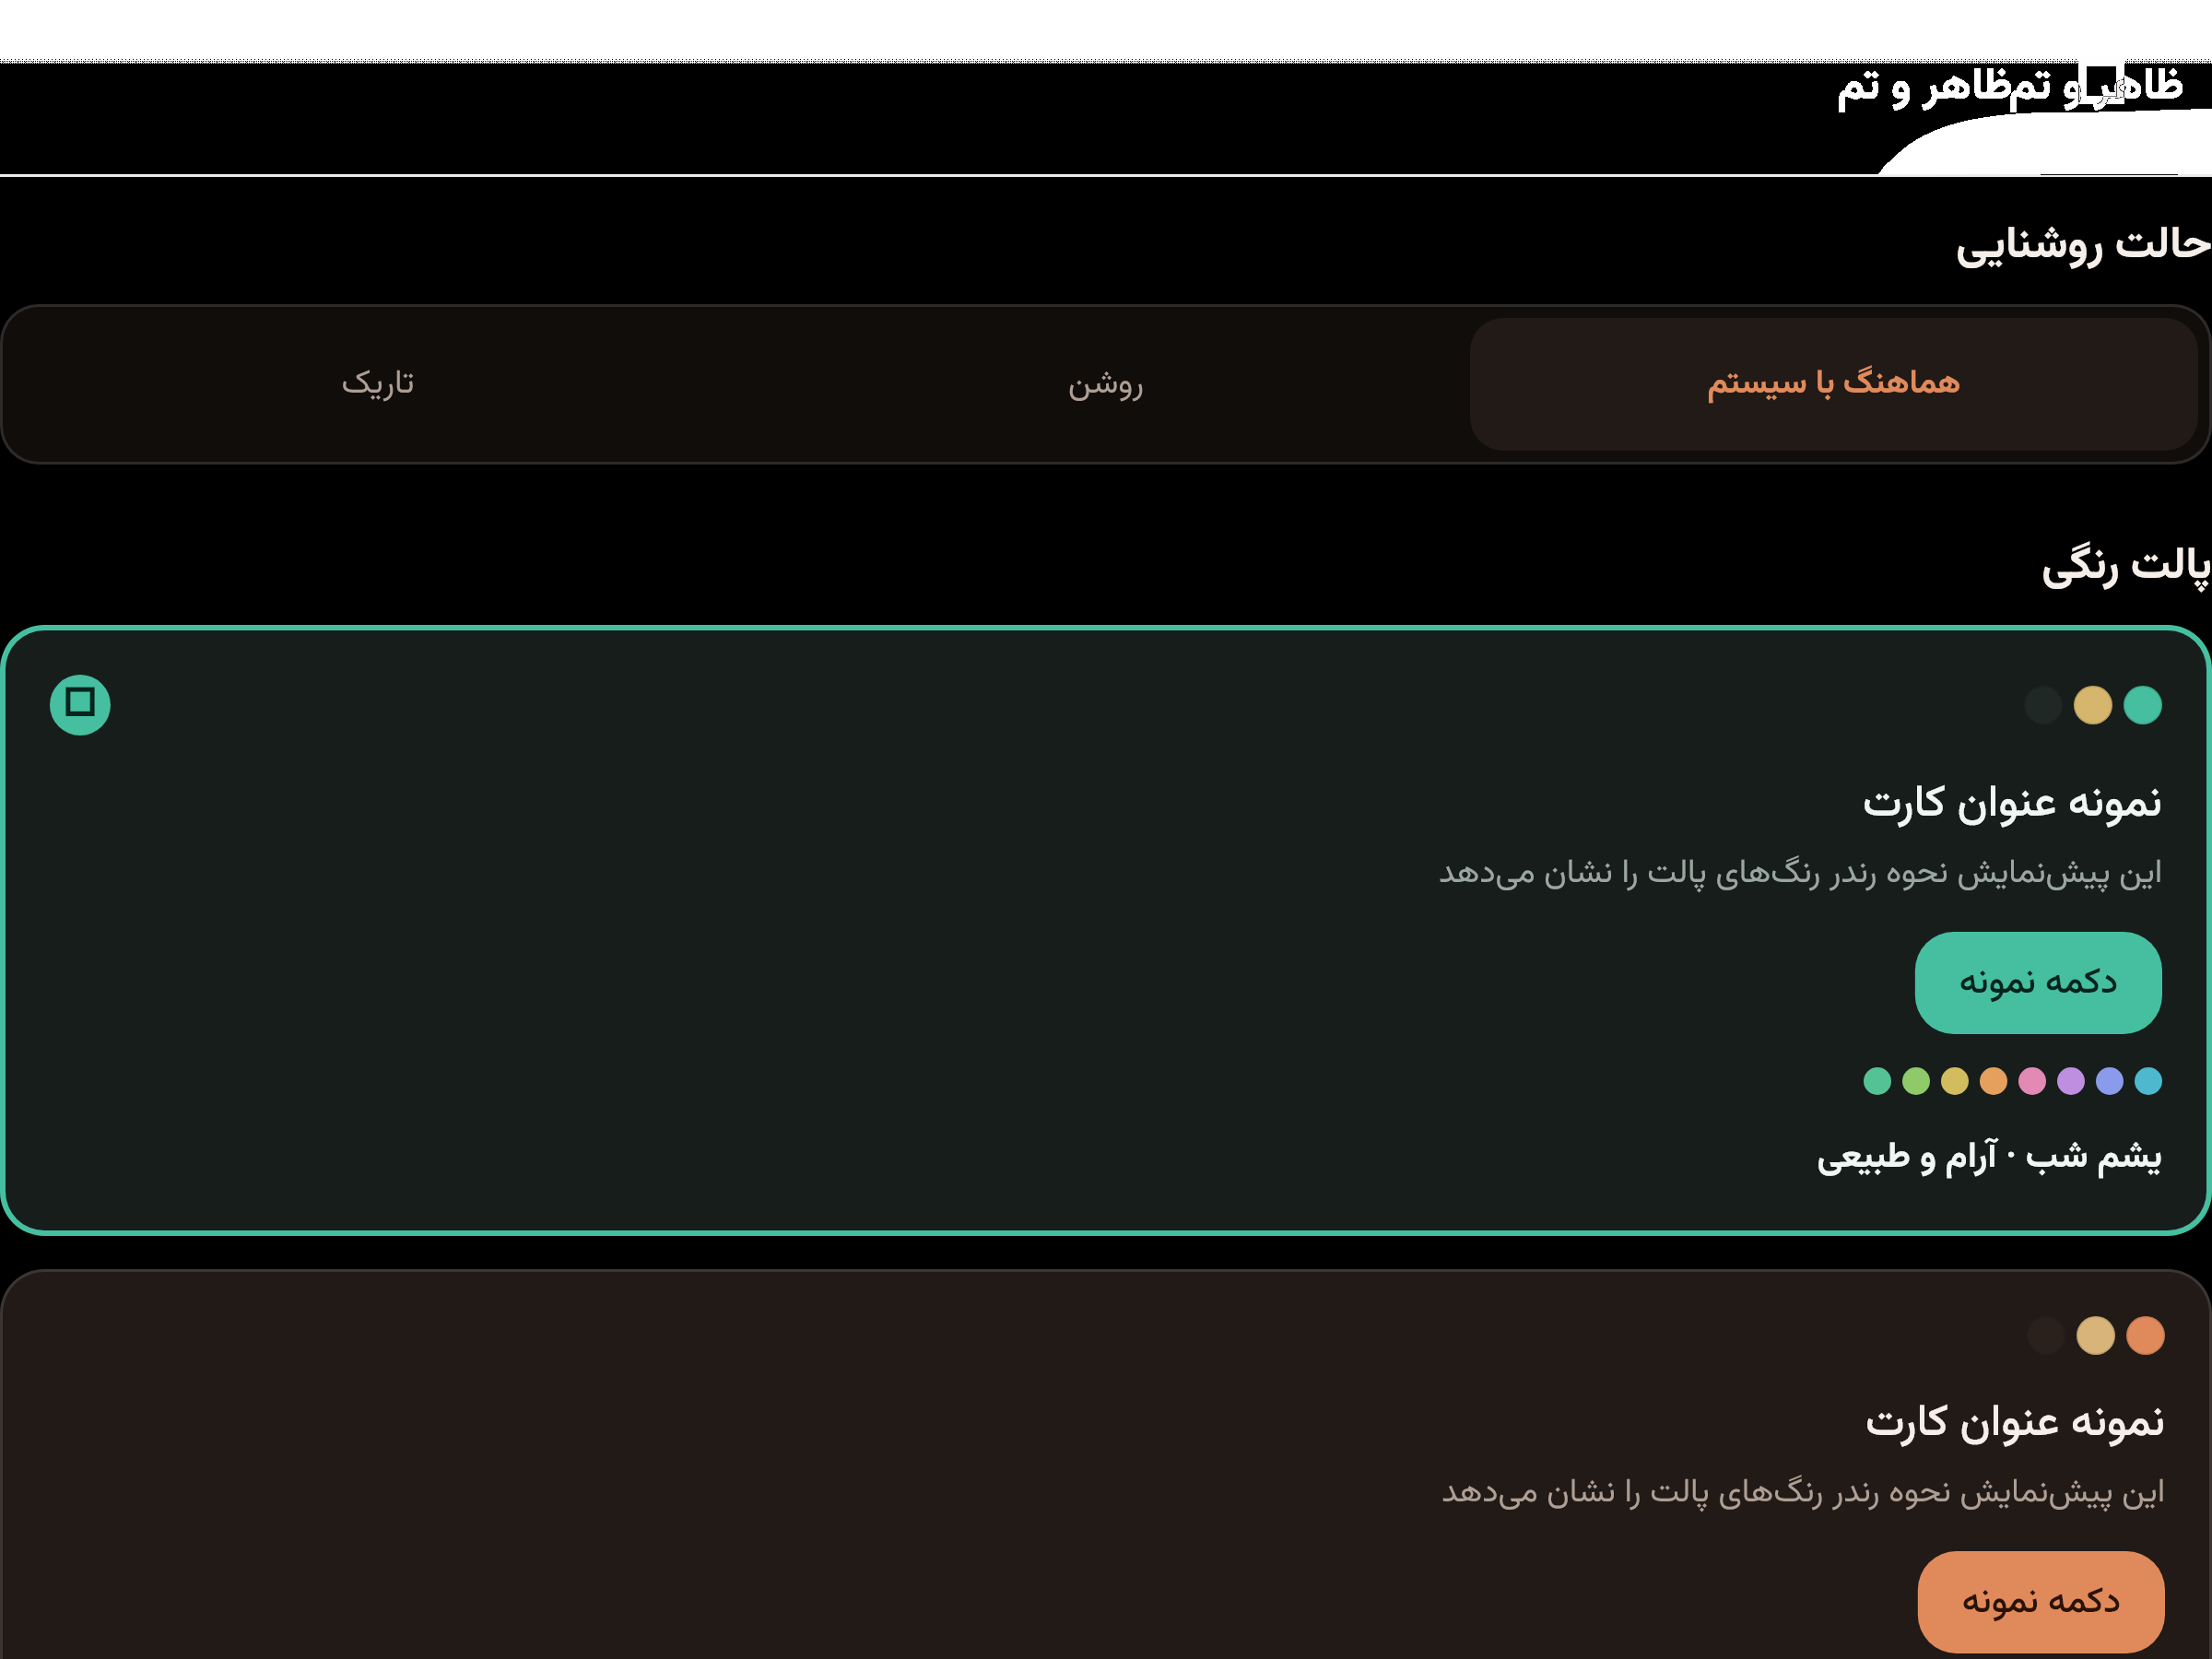 ظاهر و تم
ظاهر و تم
حالت روشنایی
هماهنگ با سیستم
روشن
تاریک
پالت رنگی
نمونه عنوان کارت
این پیش‌نمایش نحوه رندر رنگ‌های پالت را نشان می‌دهد
دکمه نمونه
یشم شب · آرام و طبیعی
نمونه عنوان کارت
این پیش‌نمایش نحوه رندر رنگ‌های پالت را نشان می‌دهد
دکمه نمونه